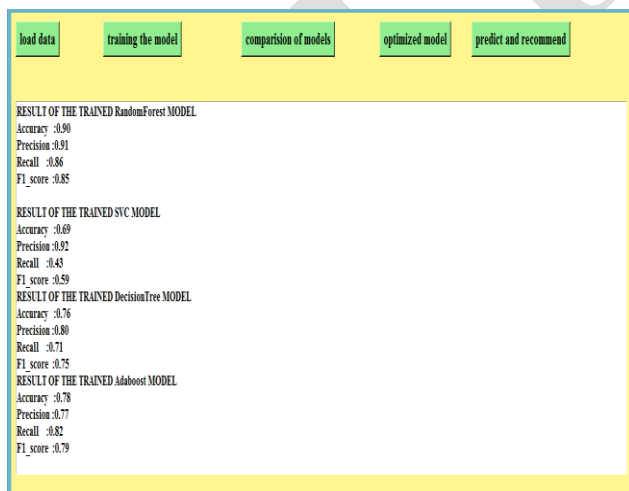 load data training the model comparision of models optimized model predict and recommend
RESULT OF THE TRAINED RandomForest MODEL
Accuracy :0.90
Precision :0.91
Recall :0.86
F1_score :0.85
RESULT OF THE TRAINED SVC MODEL
Accuracy :0.69
Precision :0.92
Recall :0.43
F1_score :0.59
RESULT OF THE TRAINED DecisionTree MODEL
Accuracy :0.76
Precision :0.80
Recall :0.71
F1_score :0.75
RESULT OF THE TRAINED Adaboost MODEL
Accuracy :0.78
Precision :0.77
Recall :0.82
F1_score :0.79